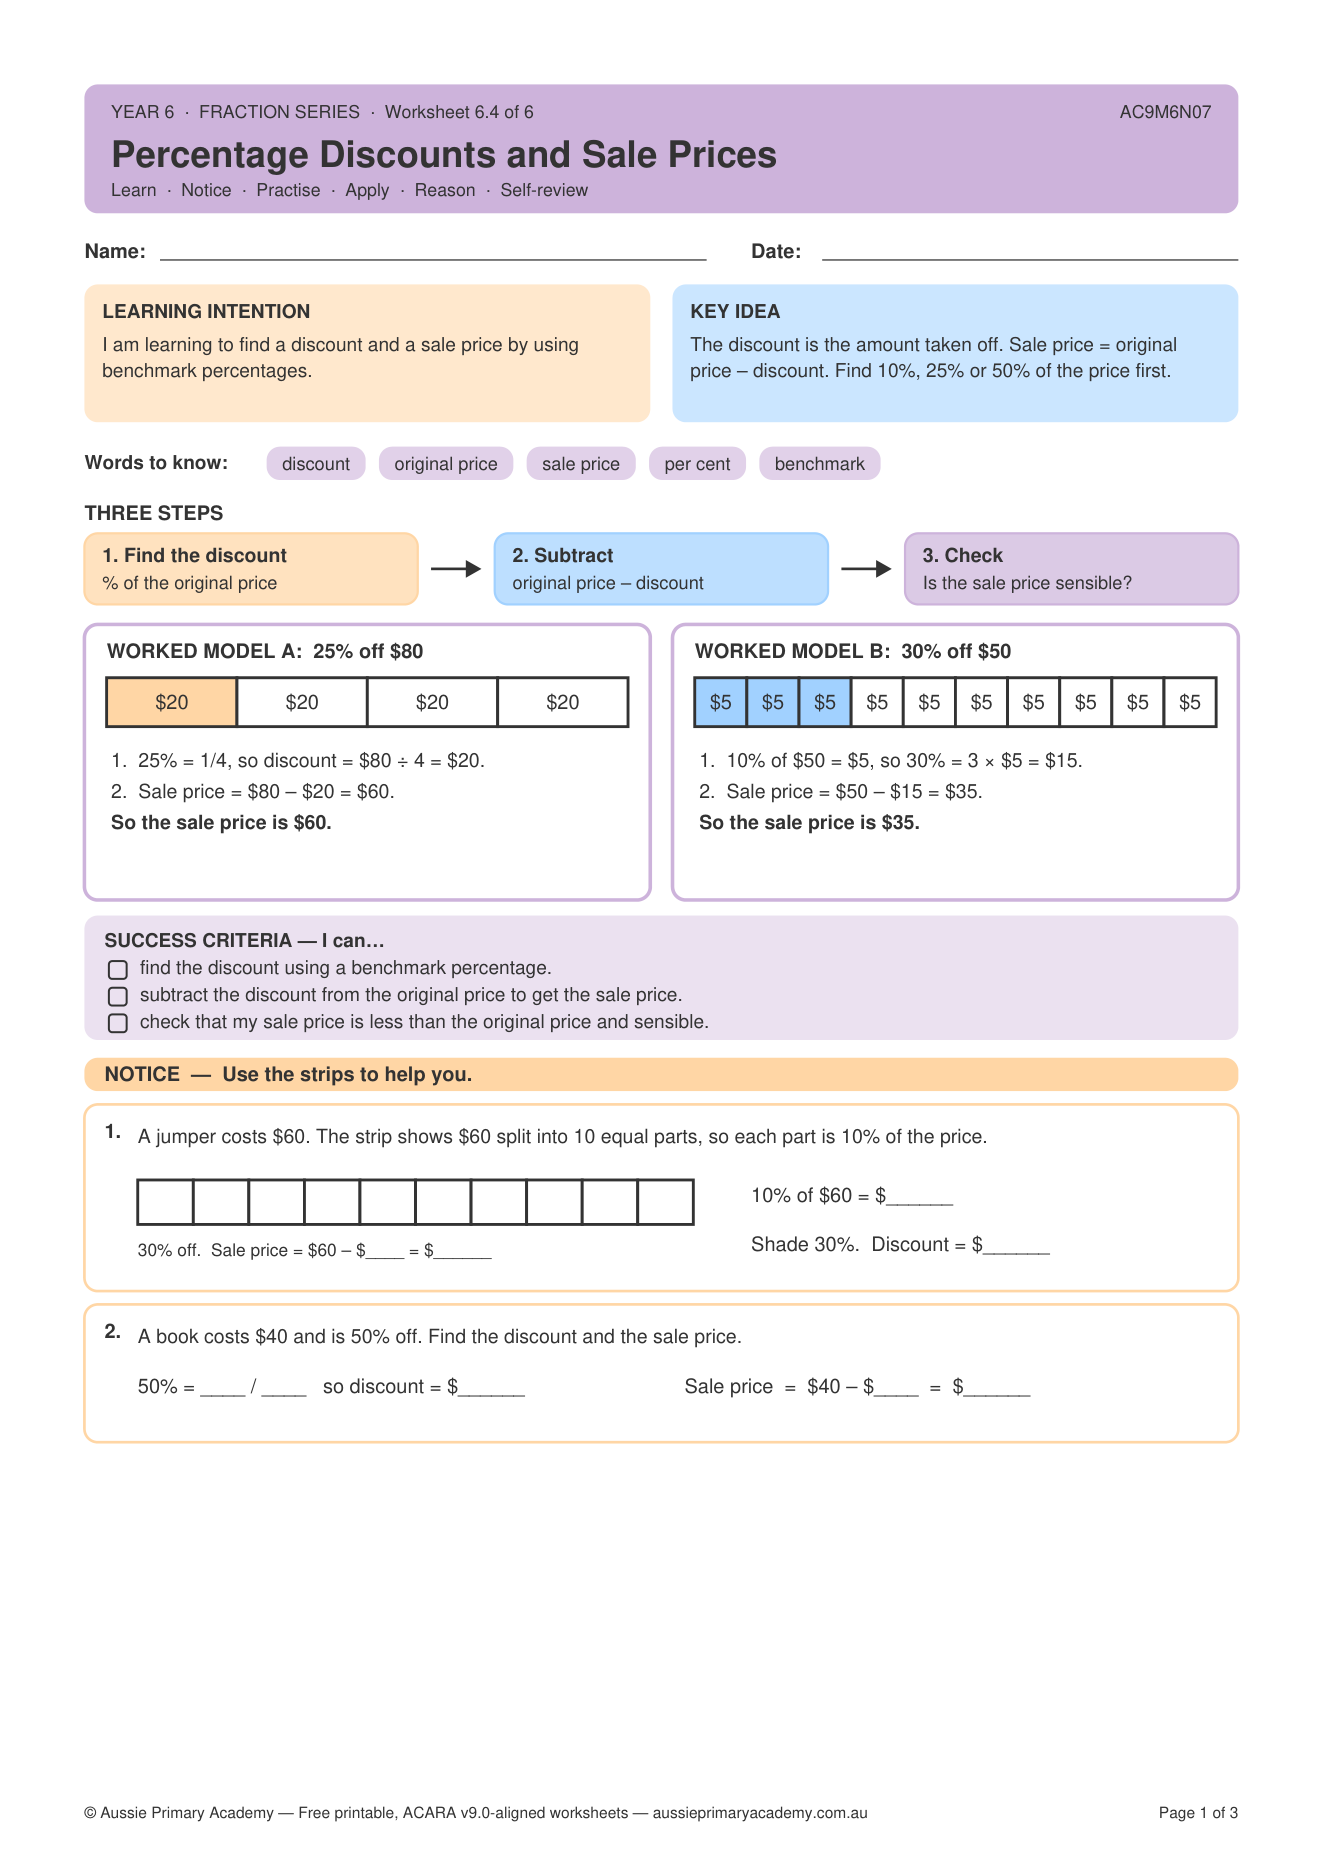 YEAR 6 · FRACTION SERIES · Worksheet 6.4 of 6 AC9M6N07
Percentage Discounts and Sale Prices
Learn · Notice · Practise · Apply · Reason · Self-review
Name: ____ Date: ____
LEARNING INTENTION
I am learning to find a discount and a sale price by using
benchmark percentages.
KEY IDEA
The discount is the amount taken off. Sale price = original
price – discount. Find 10%, 25% or 50% of the price first.
Words to know: discount original price sale price per cent benchmark
THREE STEPS
1. Find the discount
% of the original price
2. Subtract
original price – discount
3. Check
Is the sale price sensible?
WORKED MODEL A: 25% off $80
$20 $20 $20 $20
1. 25% = 1/4, so discount = $80 ÷ 4 = $20.
2. Sale price = $80 – $20 = $60.
So the sale price is $60.
WORKED MODEL B: 30% off $50
$5 $5 $5 $5 $5 $5 $5 $5 $5 $5
1. 10% of $50 = $5, so 30% = 3 × $5 = $15.
2. Sale price = $50 – $15 = $35.
So the sale price is $35.
SUCCESS CRITERIA — I can…
find the discount using a benchmark percentage.
subtract the discount from the original price to get the sale price.
check that my sale price is less than the original price and sensible.
NOTICE — Use the strips to help you.
1. A jumper costs $60. The strip shows $60 split into 10 equal parts, so each part is 10% of the price.
10% of $60 = $______
Shade 30%. Discount = $______
30% off. Sale price = $60 – $____ = $______
2. A book costs $40 and is 50% off. Find the discount and the sale price.
50% = ____ / ____ so discount = $______ Sale price = $40 – $____ = $______
© Aussie Primary Academy — Free printable, ACARA v9.0-aligned worksheets — aussieprimaryacademy.com.au Page 1 of 3